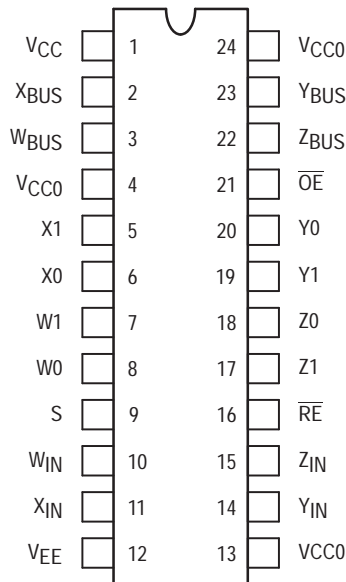 VCC 1 24 VCC0
XBUS 2 23 YBUS
WBUS 3 22 ZBUS
VCC0 4 21 O̅E̅
X1 5 20 Y0
X0 6 19 Y1
W1 7 18 Z0
W0 8 17 Z1
S 9 16 R̅E̅
WIN 10 15 ZIN
XIN 11 14 YIN
VEE 12 13 VCC0